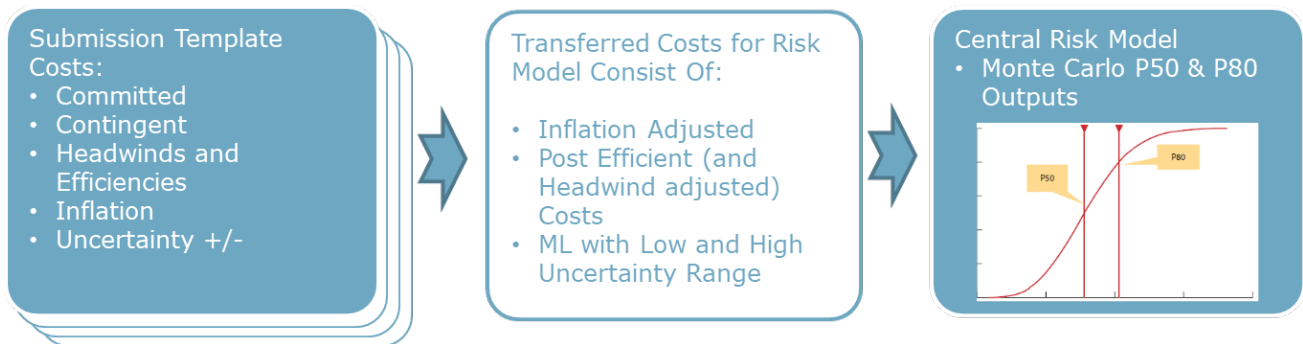 Submission Template
Costs:
• Committed
• Contingent
• Headwinds and
Efficiencies
• Inflation
• Uncertainty +/-
Transferred Costs for Risk
Model Consist Of:
• Inflation Adjusted
• Post Efficient (and
Headwind adjusted)
Costs
• ML with Low and High
Uncertainty Range
Central Risk Model
• Monte Carlo P50 & P80
Outputs
P50
P80